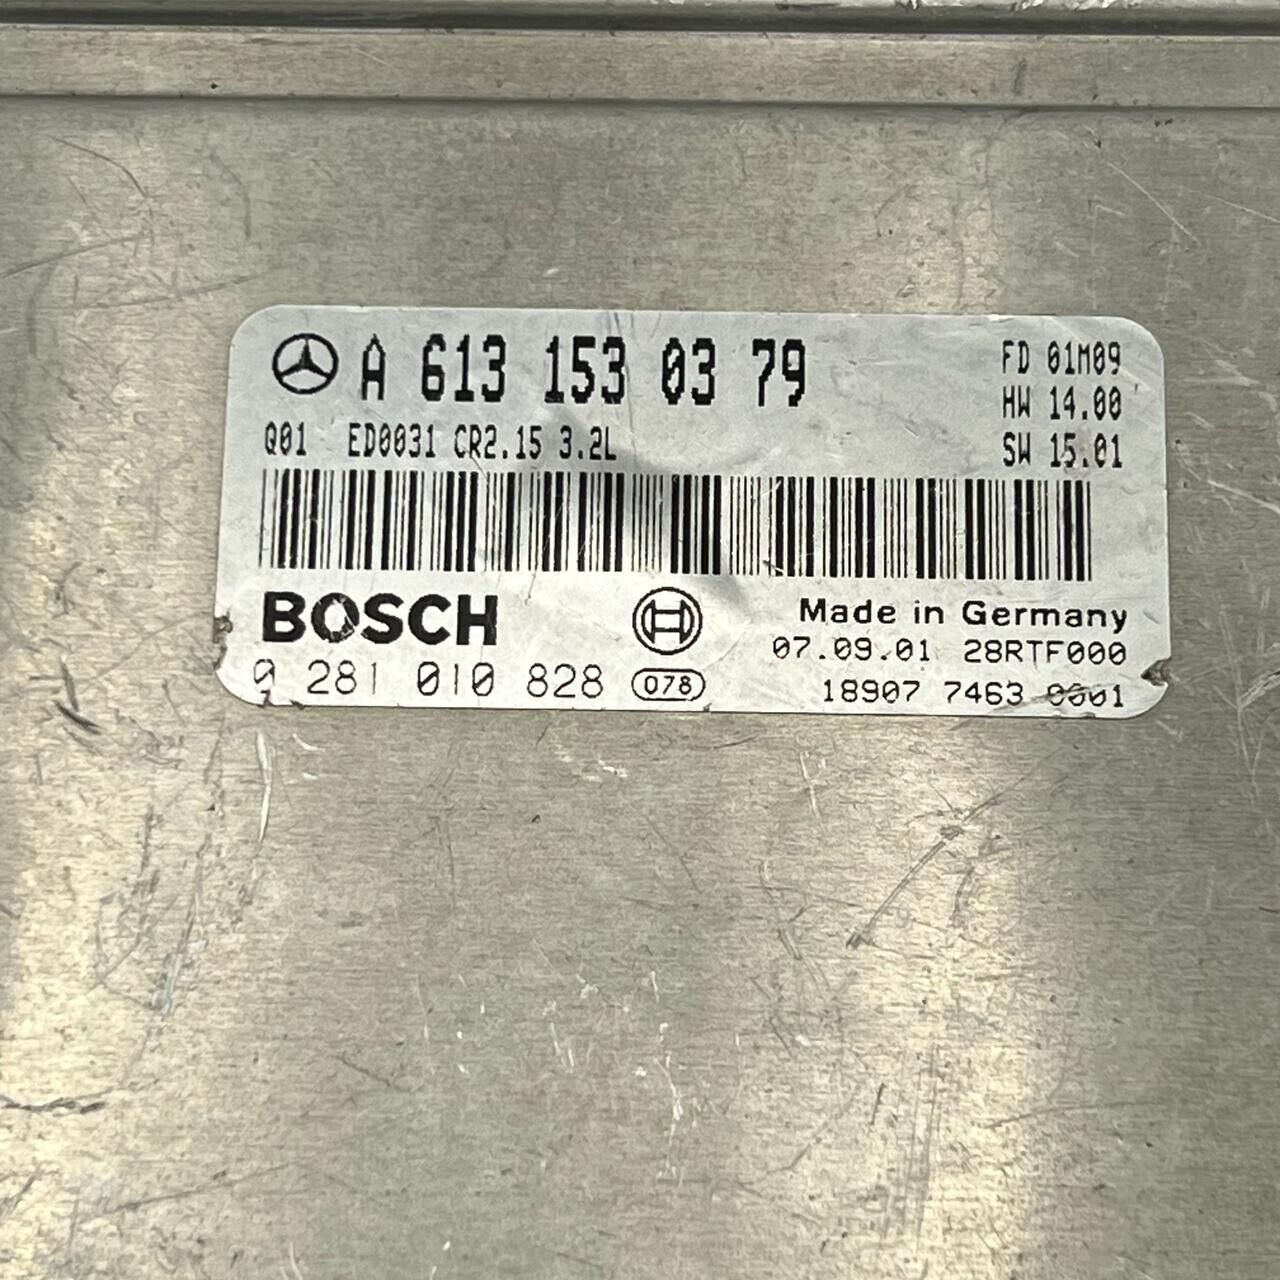 A 613 153 03 79
FD 01M09
HW 14.00
Q01 ED0031 CR2.15 3.2L
SW 15.01
BOSCH
Made in Germany
07.09.01 28RTF000
0 281 010 828 078
18907 7463 0001